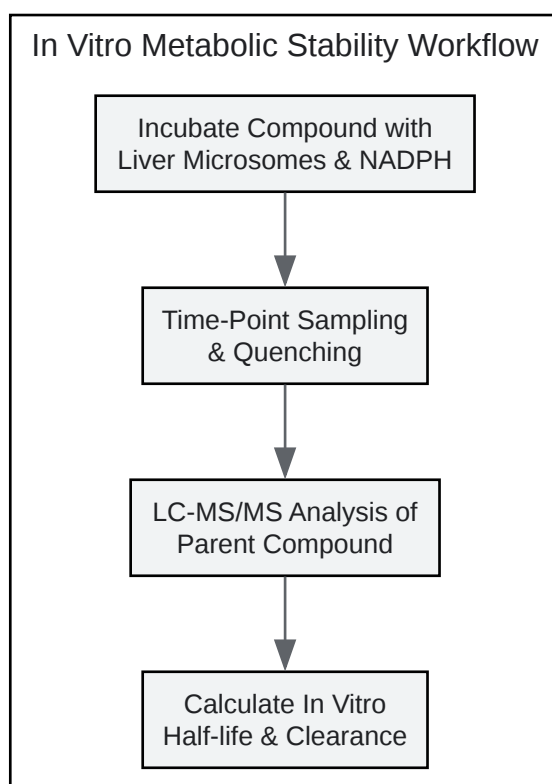 In Vitro Metabolic Stability Workflow
Incubate Compound with
Liver Microsomes & NADPH
Time-Point Sampling
& Quenching
LC-MS/MS Analysis of
Parent Compound
Calculate In Vitro
Half-life & Clearance